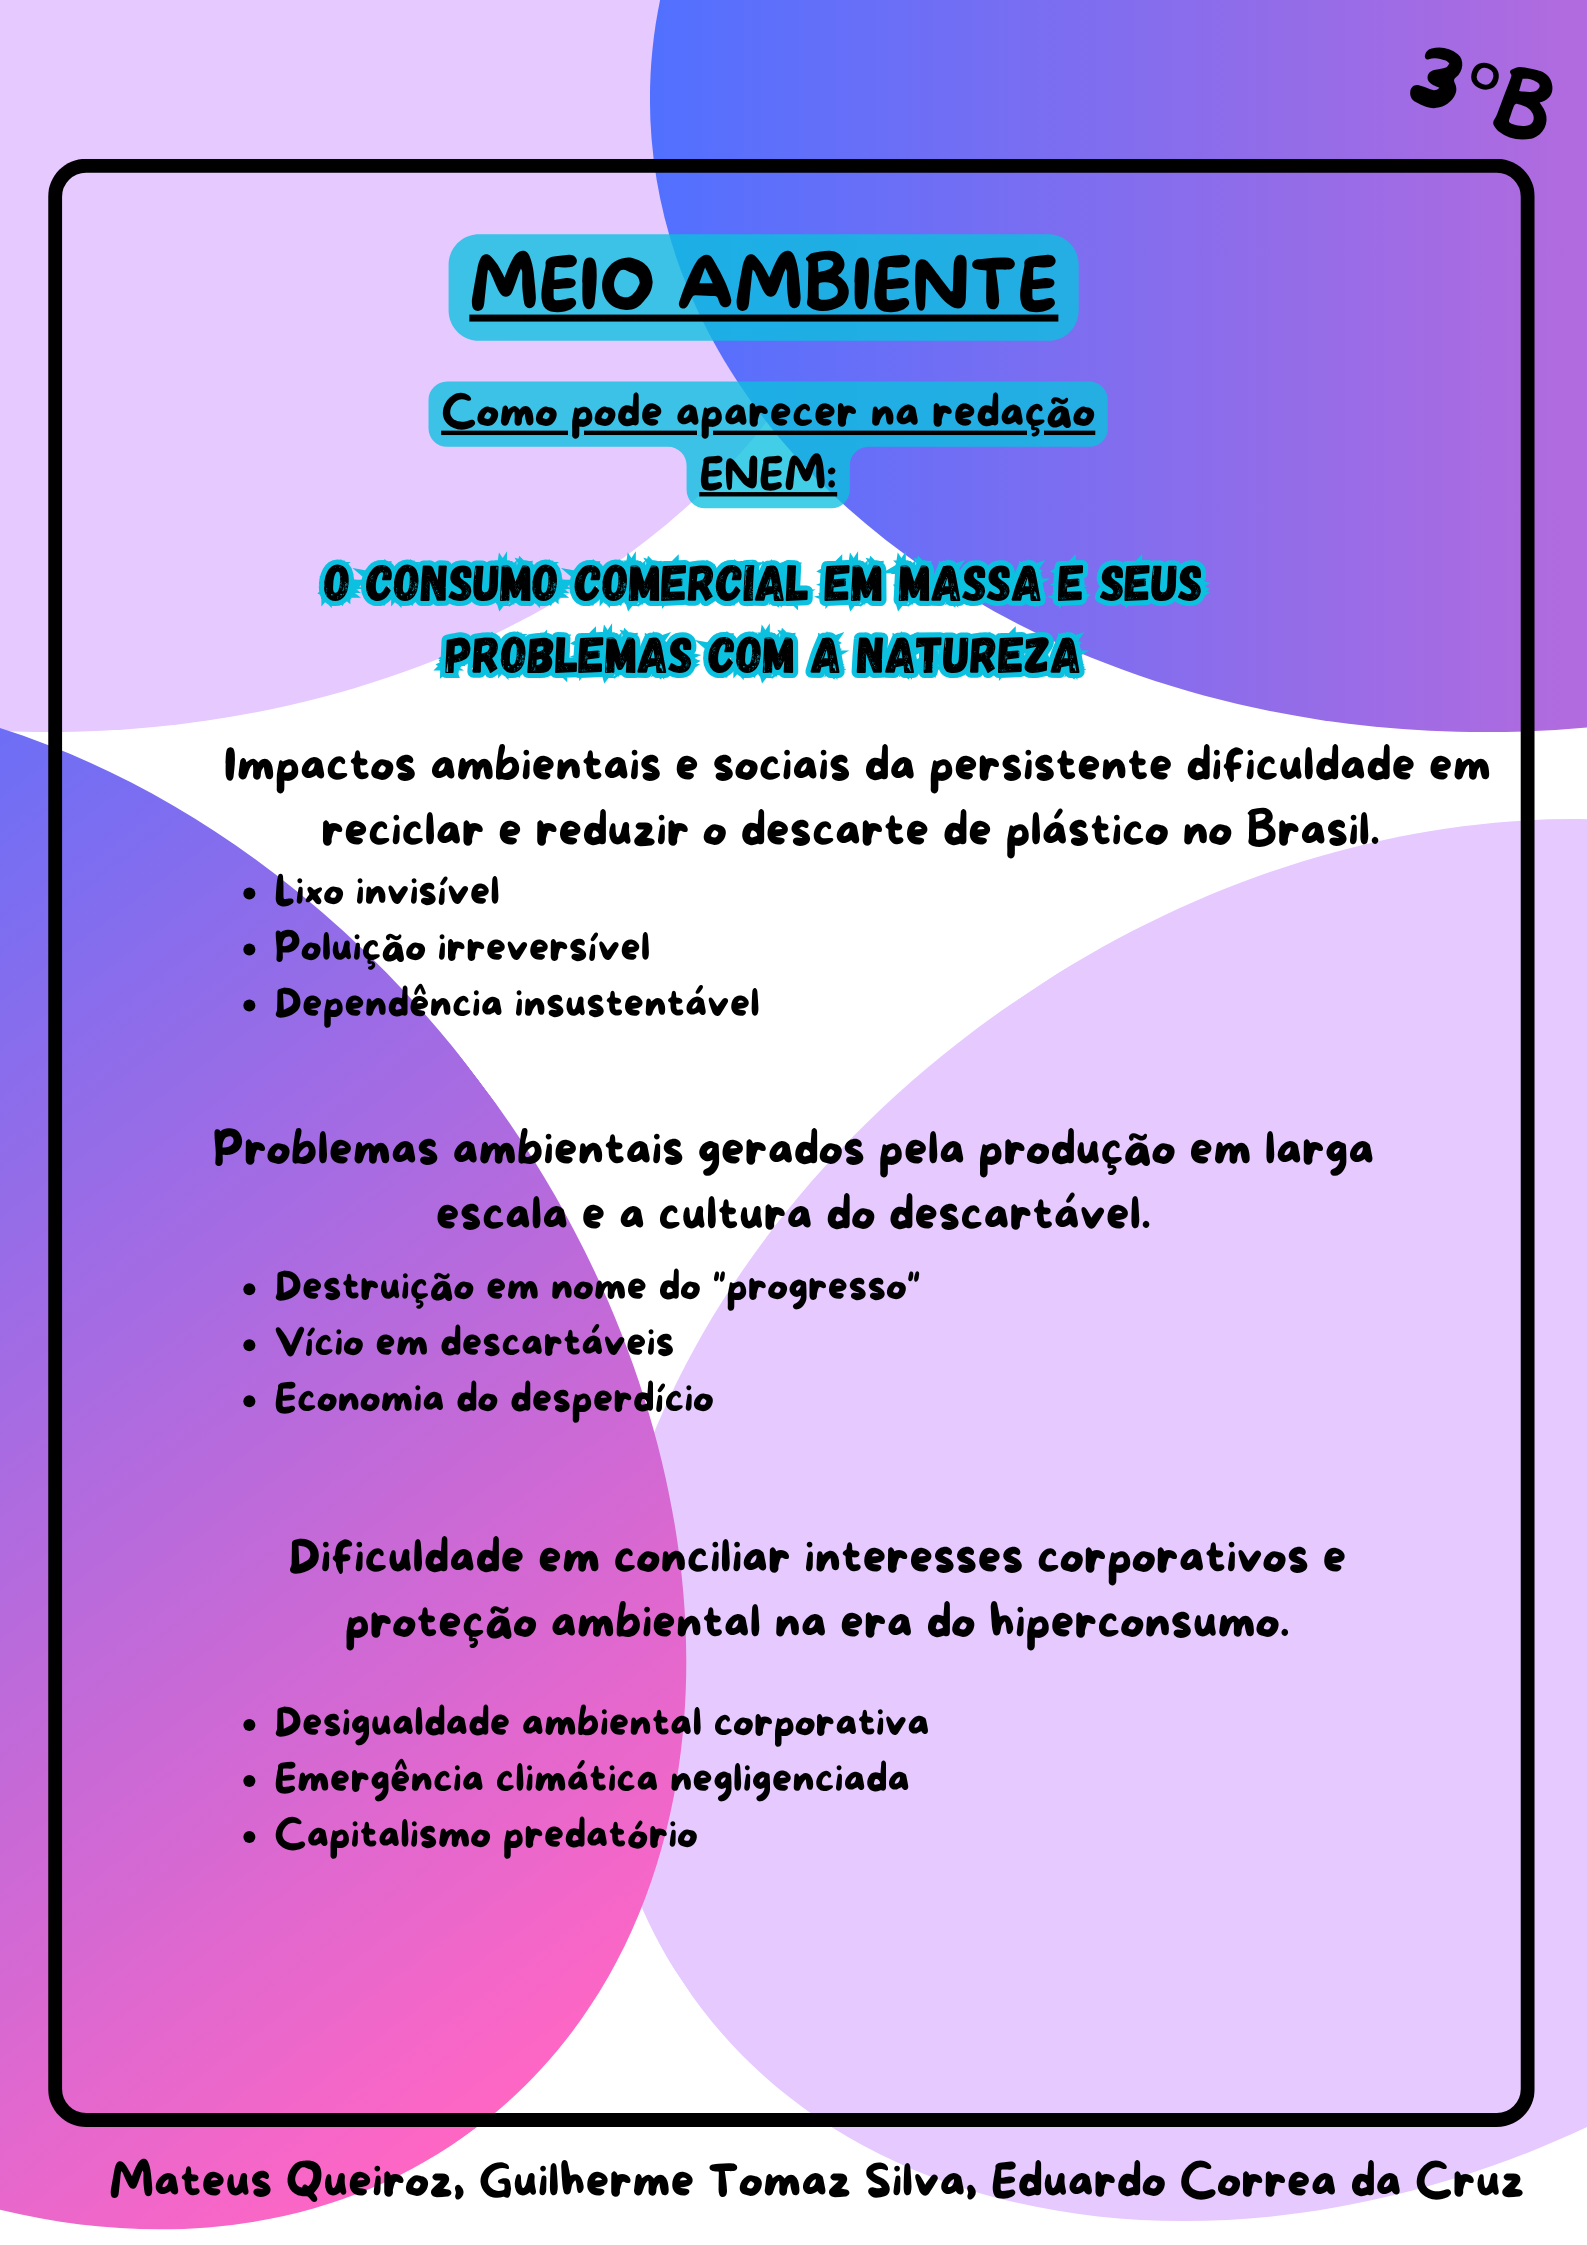 3°B
MEIO AMBIENTE
Como pode aparecer na redação
ENEM:
O CONSUMO COMERCIAL EM MASSA E SEUS
PROBLEMAS COM A NATUREZA
Impactos ambientais e sociais da persistente dificuldade em
reciclar e reduzir o descarte de plástico no Brasil.
• Lixo invisível
• Poluição irreversível
• Dependência insustentável
Problemas ambientais gerados pela produção em larga
escala e a cultura do descartável.
• Destruição em nome do "progresso"
• Vício em descartáveis
• Economia do desperdício
Dificuldade em conciliar interesses corporativos e
proteção ambiental na era do hiperconsumo.
• Desigualdade ambiental corporativa
• Emergência climática negligenciada
• Capitalismo predatório
Mateus Queiroz, Guilherme Tomaz Silva, Eduardo Correa da Cruz